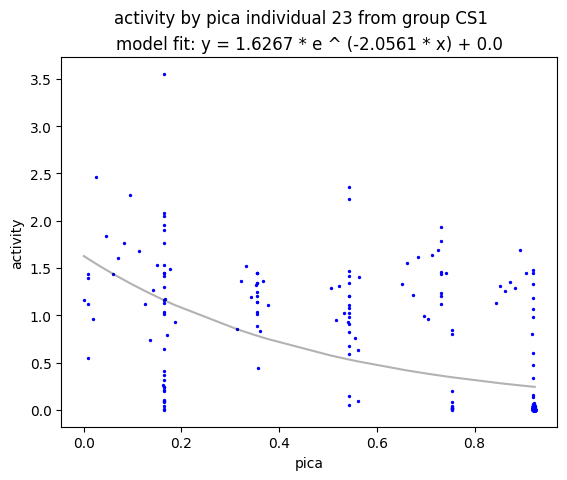 activity by pica individual 23 from group CS1
model fit: y = 1.6267 * e ^ (-2.0561 * x) + 0.0
3.5
3.0
2.5
2.0
1.5
1.0
0.5
0.0
activity
0.0 0.2 0.4 0.6 0.8
pica